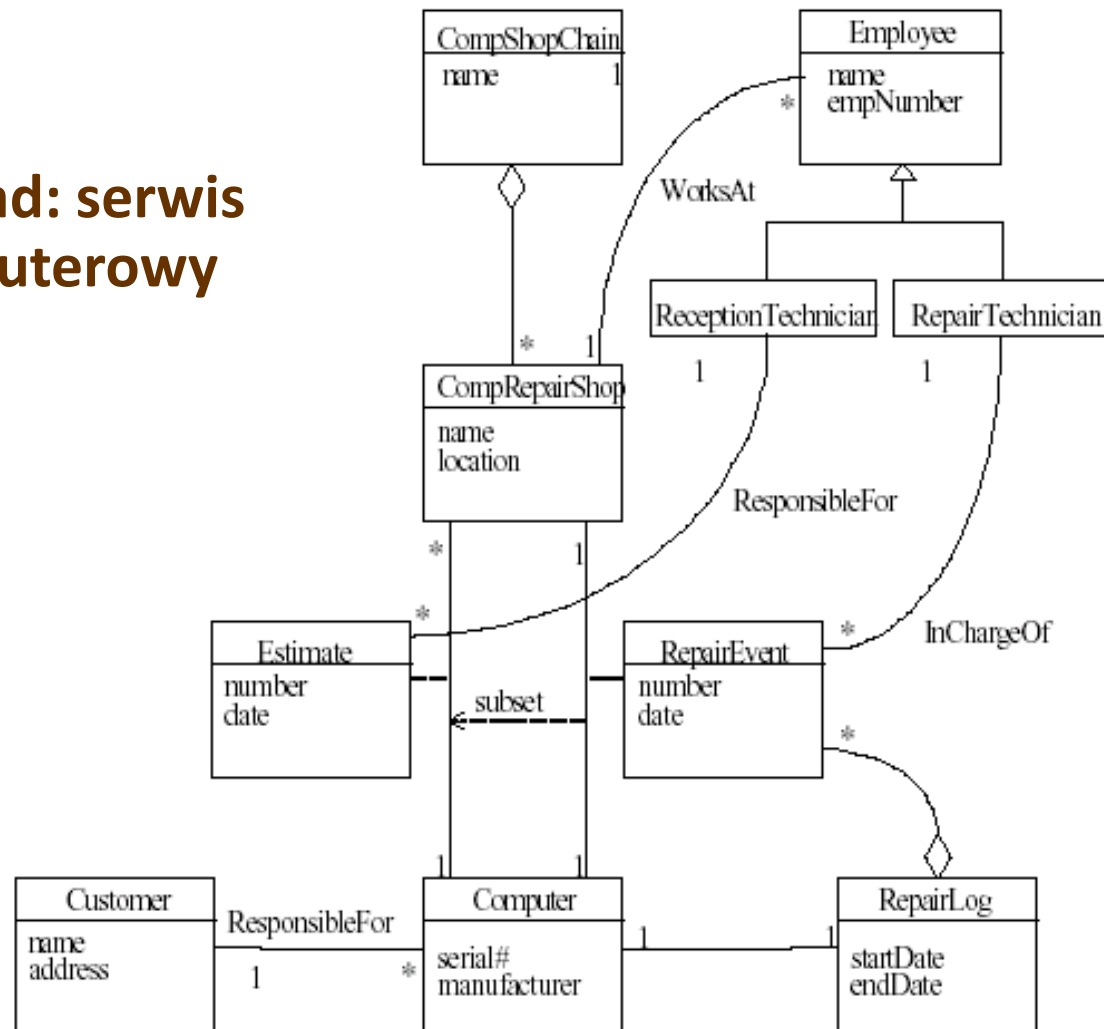 CompShopChain
name
1
Employee
name
empNumber
*
nd: serwis
uterowy
WorksAt
ReceptionTechnician
RepairTechnician
*
1
1
1
CompRepairShop
name
location
ResponsibleFor
*
1
*
*
InChargeOf
Estimate
number
date
RepairEvent
number
date
subset
*
1
1
Customer
name
address
ResponsibleFor
1
*
Computer
serial#
manufacturer
1
1
RepairLog
startDate
endDate